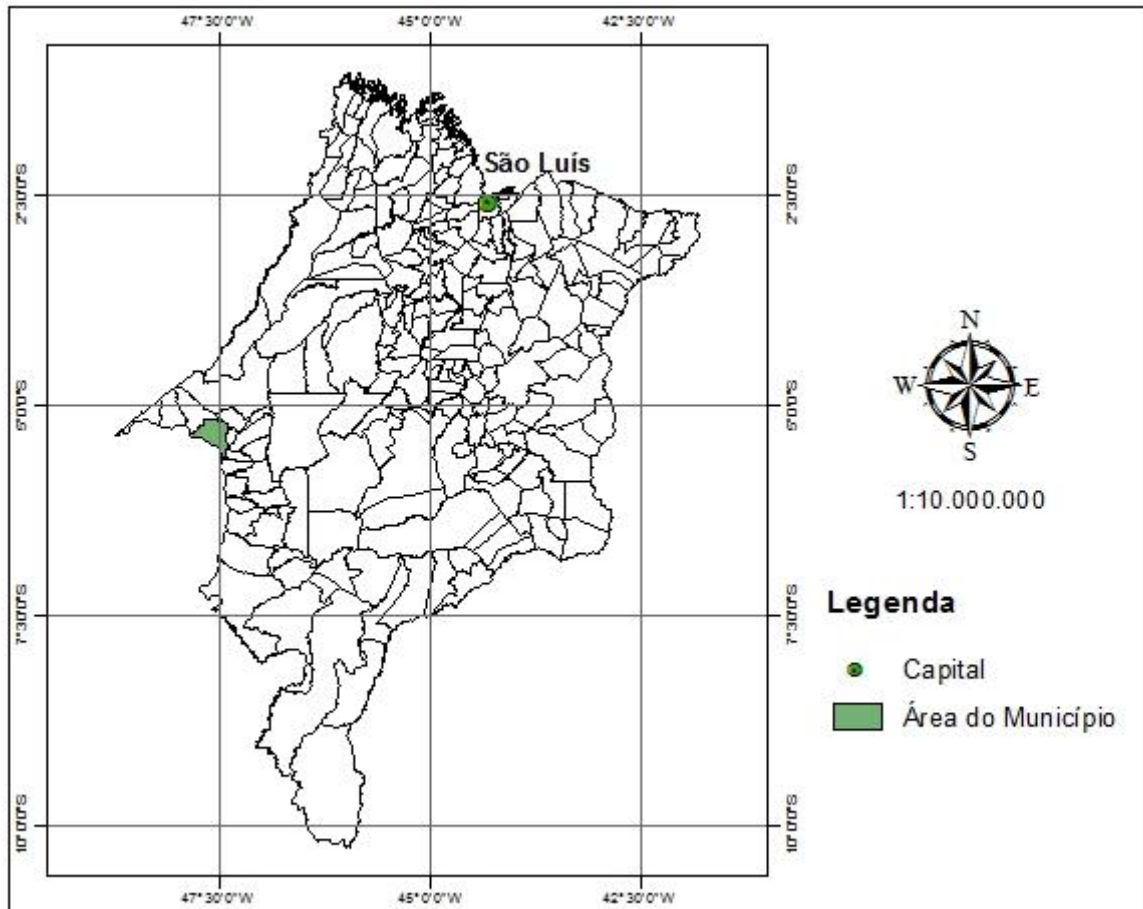 47°30'0"W 45°0'0"W 42°30'0"W
2°30'0"S 2°30'0"S
São Luís
5°0'0"S 5°0'0"S
N
W E
S
1:10.000.000
7°30'0"S 7°30'0"S
Legenda
Capital
Área do Município
10°0'0"S 10°0'0"S
47°30'0"W 45°0'0"W 42°30'0"W